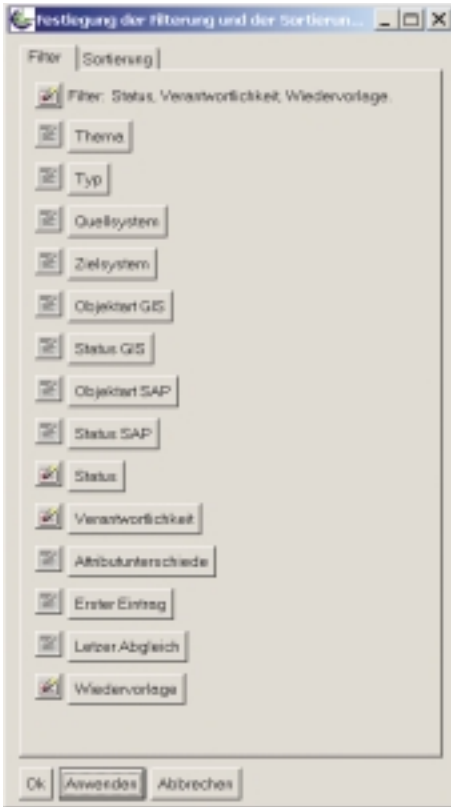 Festlegung der Filterung und der Sortierun...
Filter Sortierung
Filter: Status, Verantwortlichkeit, Wiedervorlage.
Thema
Typ
Quellsystem
Zielsystem
Objektart GIS
Status GIS
Objektart SAP
Status SAP
Status
Verantwortlichkeit
Attributunterschiede
Erster Eintrag
Letzer Abgleich
Wiedervorlage
Ok Anwenden Abbrechen